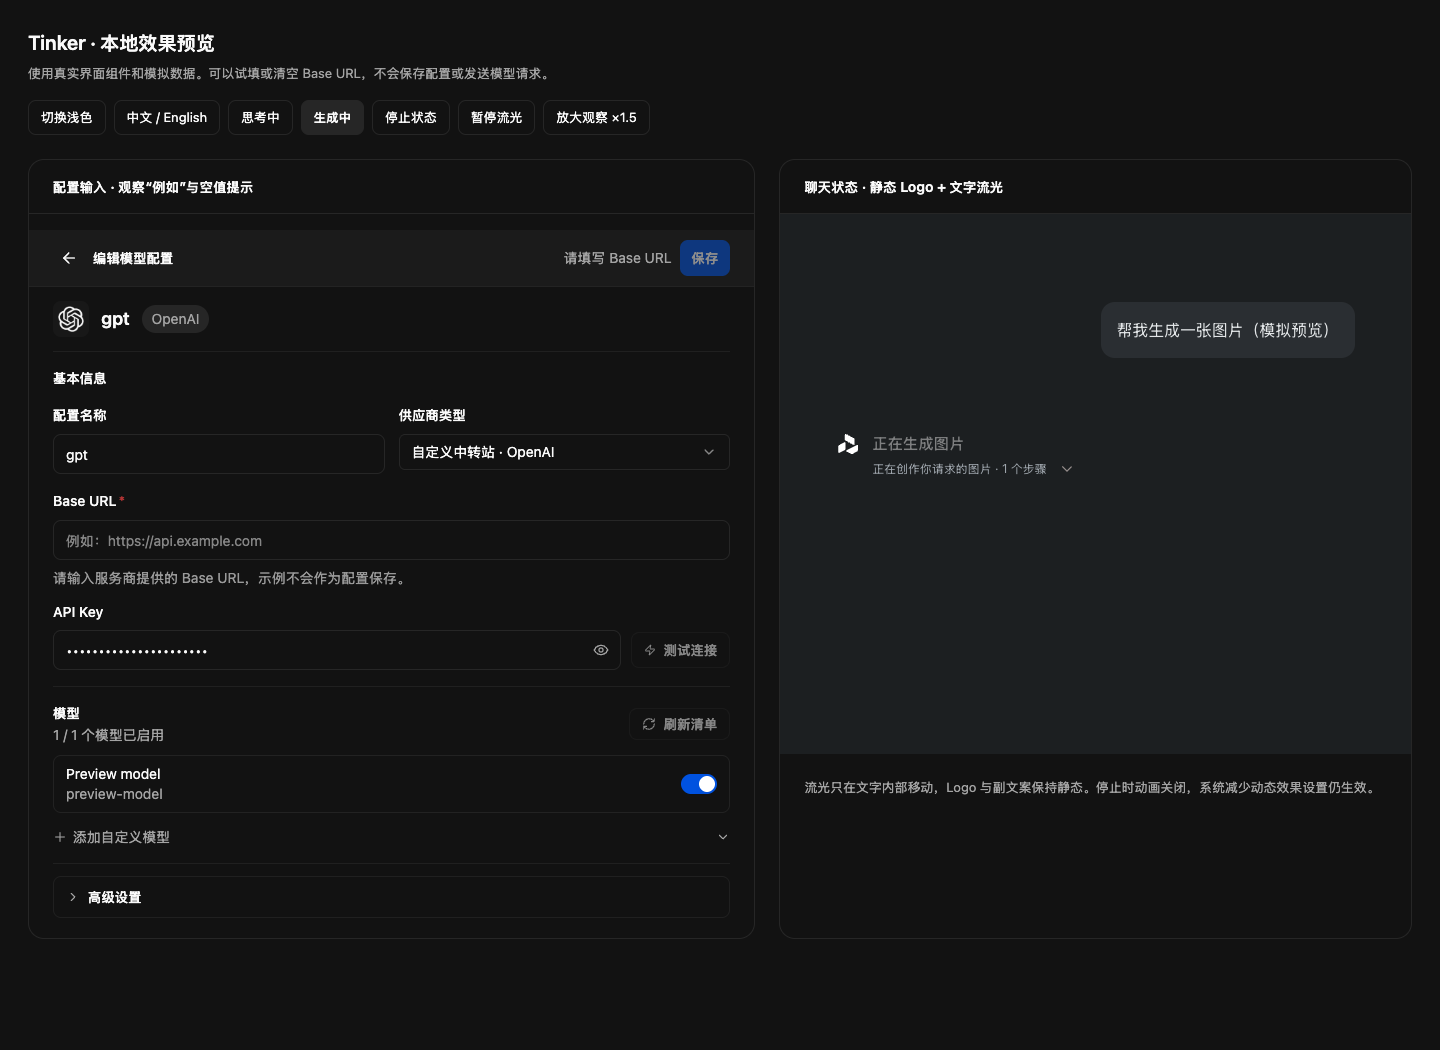 Tinker · 本地效果预览
使用真实界面组件和模拟数据。可以试填或清空 Base URL，不会保存配置或发送模型请求。
切换浅色
中文 / English
思考中
生成中
停止状态
暂停流光
放大观察 ×1.5
配置输入 · 观察“例如”与空值提示
编辑模型配置
请填写 Base URL
保存
gpt
OpenAI
基本信息
配置名称
供应商类型
gpt
自定义中转站 · OpenAI
Base URL *
例如：https://api.example.com
请输入服务商提供的 Base URL，示例不会作为配置保存。
API Key
••••••••••••••••••••••
测试连接
模型
1 / 1 个模型已启用
刷新清单
Preview model
preview-model
添加自定义模型
高级设置
聊天状态 · 静态 Logo + 文字流光
帮我生成一张图片（模拟预览）
正在生成图片
正在创作你请求的图片 · 1 个步骤
流光只在文字内部移动，Logo 与副文案保持静态。停止时动画关闭，系统减少动态效果设置仍生效。